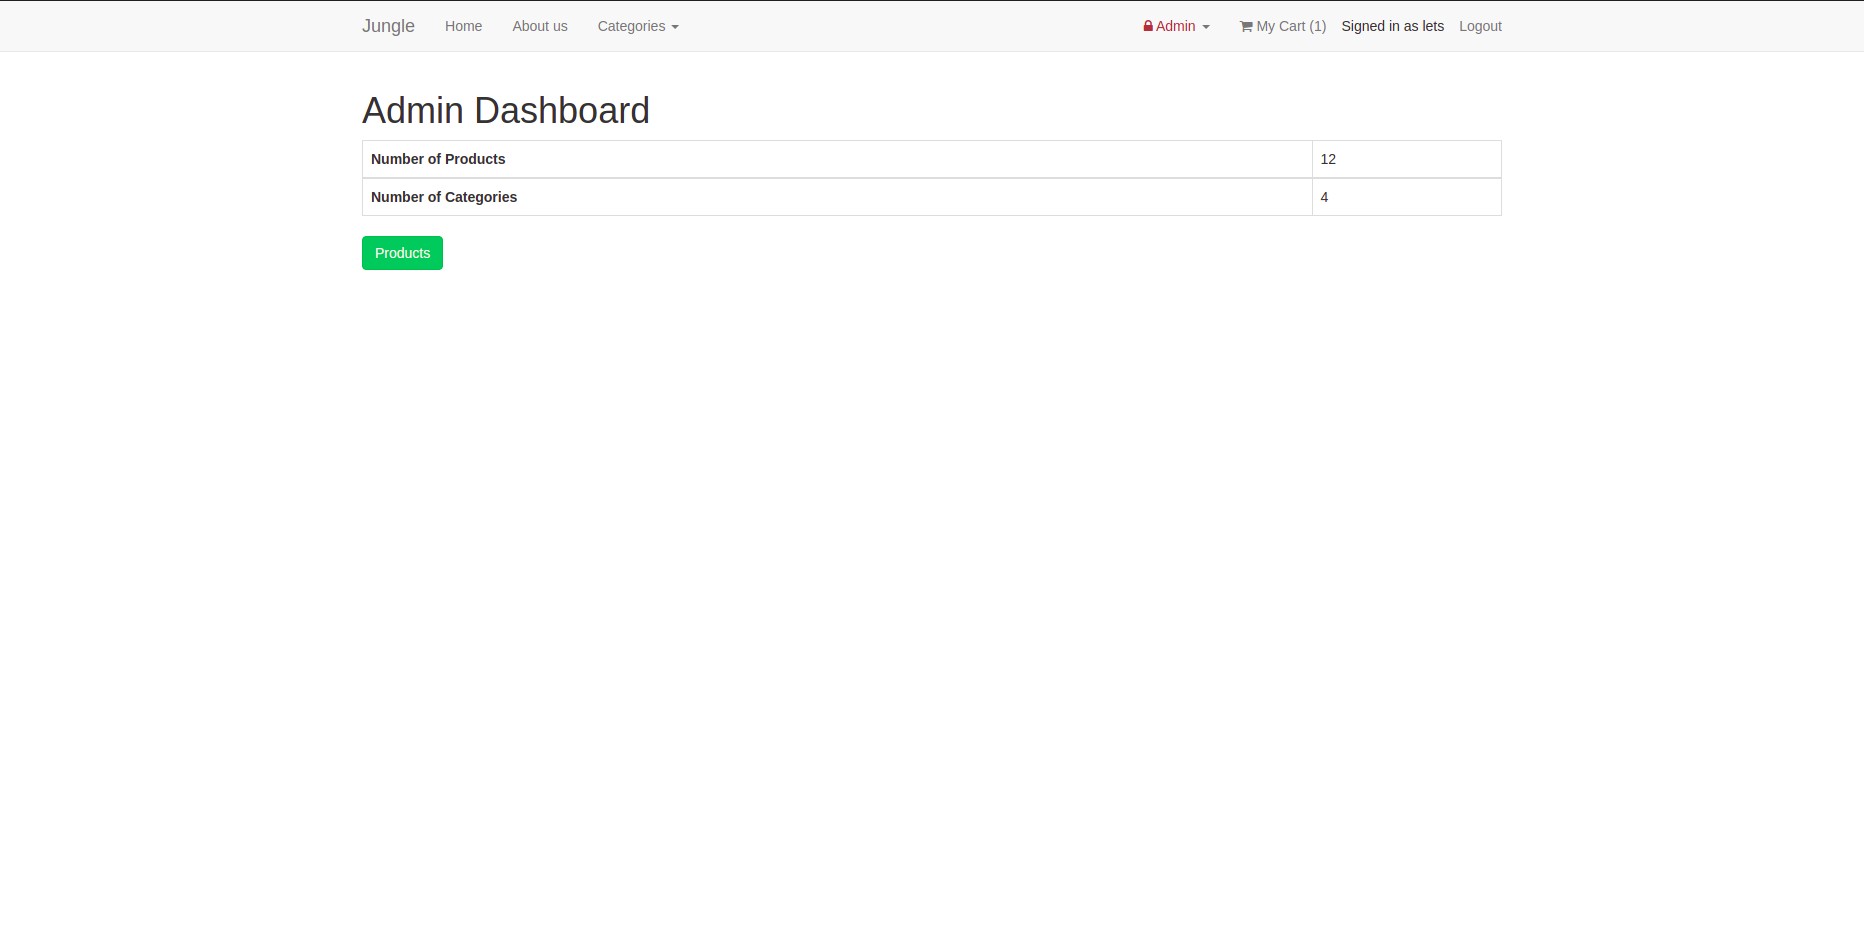 Jungle Home About us Categories Admin My Cart (1) Signed in as lets Logout
Admin Dashboard
Number of Products 12
Number of Categories 4
Products